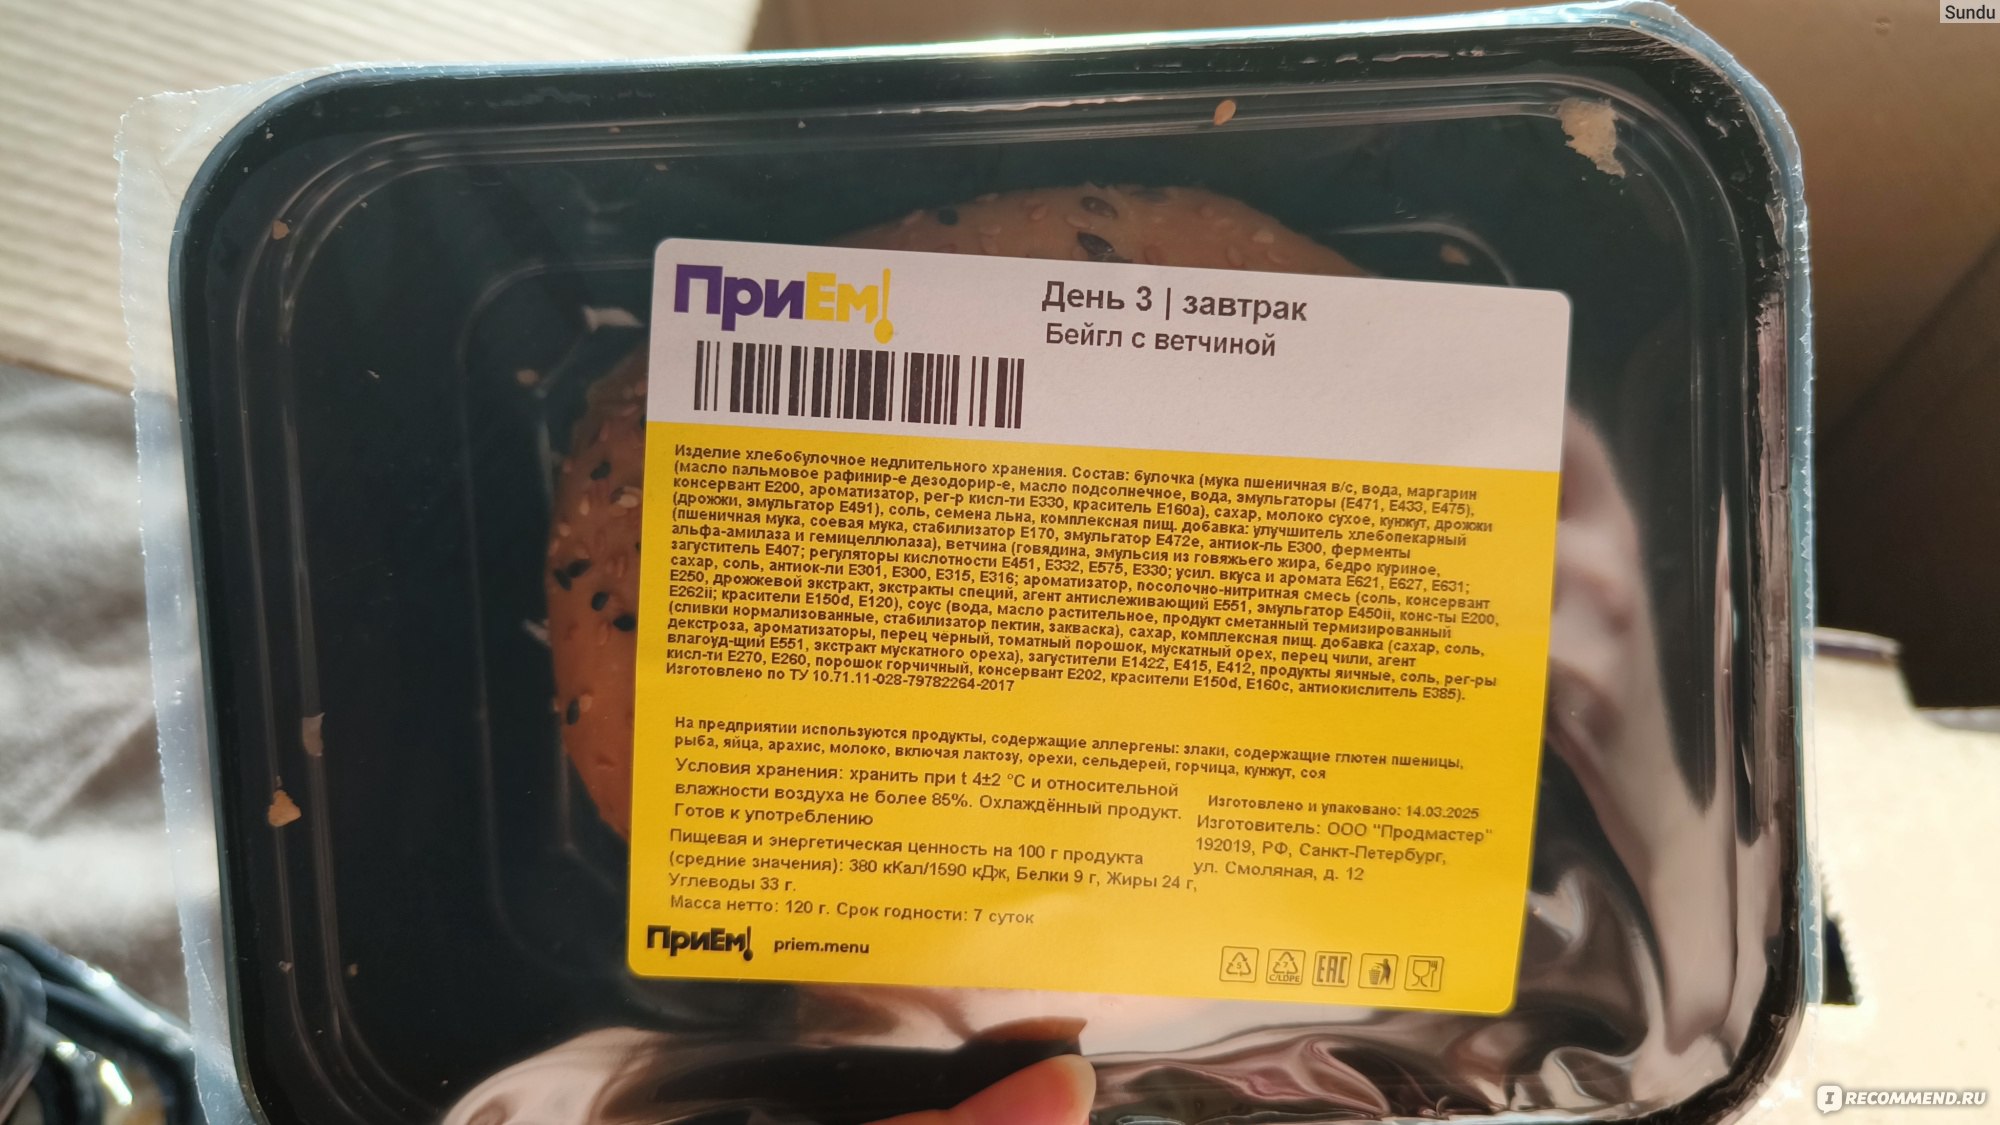 Sundu
ПриЕм!
День 3 | завтрак
Бейгл с ветчиной
Изделие хлебобулочное недлительного хранения. Состав: булочка (мука пшеничная в/с, вода, маргарин
(масло пальмовое рафинир-е дезодорир-е, масло подсолнечное, вода, эмульгаторы (Е471, Е433, Е475),
консервант Е200, ароматизатор, рег-р кисл-ти Е330, краситель Е160а), сахар, молоко сухое, кунжут, дрожжи
(дрожжи, эмульгатор Е491), соль, семена льна, комплексная пищ. добавка: улучшитель хлебопекарный
(пшеничная мука, соевая мука, стабилизатор Е170, эмульгатор Е472е, антиок-ль Е300, ферменты
альфа-амилаза и гемицеллюлаза), ветчина (говядина, эмульсия из говяжьего жира, бедро куриное,
загуститель Е407; регуляторы кислотности Е451, Е332, Е575, Е330; усил. вкуса и аромата Е621, Е627, Е631;
сахар, соль, антиок-ли Е301, Е300, Е315, Е316; ароматизатор, посолочно-нитритная смесь (соль, консервант
Е250, дрожжевой экстракт, экстракты специй, агент антислеживающий Е551, эмульгатор Е450ii, конс-ты Е200,
Е262ii; красители Е150d, Е120), соус (вода, масло растительное, продукт сметанный термизированный
(сливки нормализованные, стабилизатор пектин, закваска), сахар, комплексная пищ. добавка (сахар, соль,
декстроза, ароматизаторы, перец чёрный, томатный порошок, мускатный орех, перец чили, агент
влагоуд-щий Е551, экстракт мускатного ореха), загустители Е1422, Е415, Е412, продукты яичные, соль, рег-ры
кисл-ти Е270, Е260, порошок горчичный, консервант Е202, красители Е150d, Е160с, антиокислитель Е385).
Изготовлено по ТУ 10.71.11-028-79782264-2017
На предприятии используются продукты, содержащие аллергены: злаки, содержащие глютен пшеницы,
рыба, яйца, арахис, молоко, включая лактозу, орехи, сельдерей, горчица, кунжут, соя
Условия хранения: хранить при t 4±2 °С и относительной
влажности воздуха не более 85%. Охлаждённый продукт.
Готов к употреблению
Пищевая и энергетическая ценность на 100 г продукта
(средние значения): 380 кКал/1590 кДж, Белки 9 г, Жиры 24 г,
Углеводы 33 г.
Масса нетто: 120 г. Срок годности: 7 суток
Изготовлено и упаковано: 14.03.2025
Изготовитель: ООО "Продмастер"
192019, РФ, Санкт-Петербург,
ул. Смоляная, д. 12
ПриЕм!
priem.menu
5
7
C/LDPE
EAC
IRECOMMEND.RU